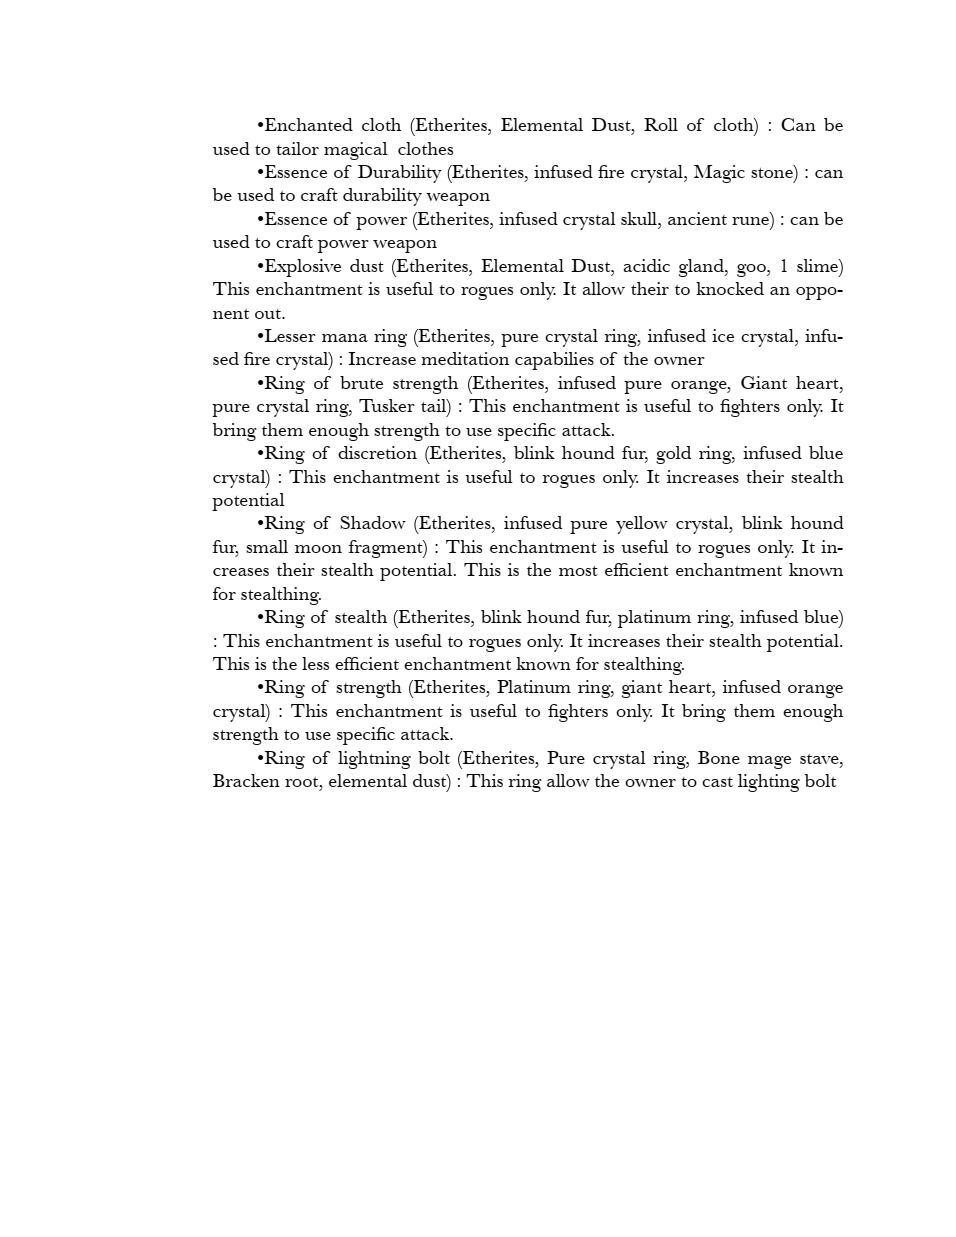 •Enchanted cloth (Etherites, Elemental Dust, Roll of cloth) : Can be
used to tailor magical clothes
•Essence of Durability (Etherites, infused fire crystal, Magic stone) : can
be used to craft durability weapon
•Essence of power (Etherites, infused crystal skull, ancient rune) : can be
used to craft power weapon
•Explosive dust (Etherites, Elemental Dust, acidic gland, goo, 1 slime)
This enchantment is useful to rogues only. It allow their to knocked an oppo-
nent out.
•Lesser mana ring (Etherites, pure crystal ring, infused ice crystal, infu-
sed fire crystal) : Increase meditation capabilies of the owner
•Ring of brute strength (Etherites, infused pure orange, Giant heart,
pure crystal ring, Tusker tail) : This enchantment is useful to fighters only. It
bring them enough strength to use specific attack.
•Ring of discretion (Etherites, blink hound fur, gold ring, infused blue
crystal) : This enchantment is useful to rogues only. It increases their stealth
potential
•Ring of Shadow (Etherites, infused pure yellow crystal, blink hound
fur, small moon fragment) : This enchantment is useful to rogues only. It in-
creases their stealth potential. This is the most efficient enchantment known
for stealthing.
•Ring of stealth (Etherites, blink hound fur, platinum ring, infused blue)
: This enchantment is useful to rogues only. It increases their stealth potential.
This is the less efficient enchantment known for stealthing.
•Ring of strength (Etherites, Platinum ring, giant heart, infused orange
crystal) : This enchantment is useful to fighters only. It bring them enough
strength to use specific attack.
•Ring of lightning bolt (Etherites, Pure crystal ring, Bone mage stave,
Bracken root, elemental dust) : This ring allow the owner to cast lighting bolt